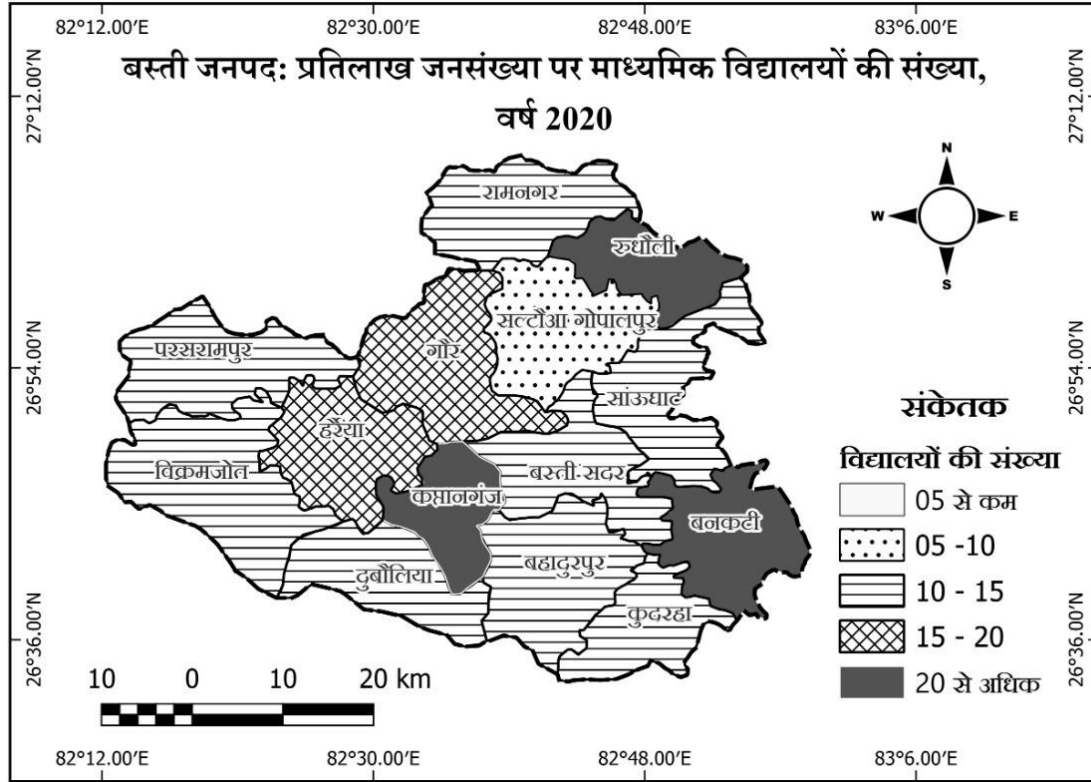 82°12.00'E 82°30.00'E 82°48.00'E 83°6.00'E
बस्ती जनपद: प्रतिलाख जनसंख्या पर माध्यमिक विद्यालयों की संख्या,
वर्ष 2020
27°12.00'N
27°12.00'N
N
W E
S
रामनगर
रुधौली
सल्टौआ गोपालपुर
गौर
परसरामपुर
26°54.00'N
26°54.00'N
सांऊघाट
हर्रैया
विक्रमजोत
बस्ती सदर
कप्तानगंज
बनकटी
दुबौलिया
बहादुरपुर
कुदरहा
26°36.00'N
26°36.00'N
संकेतक
विद्यालयों की संख्या
05 से कम
05 -10
10 - 15
15 - 20
20 से अधिक
10 0 10 20 km
82°12.00'E 82°30.00'E 82°48.00'E 83°6.00'E